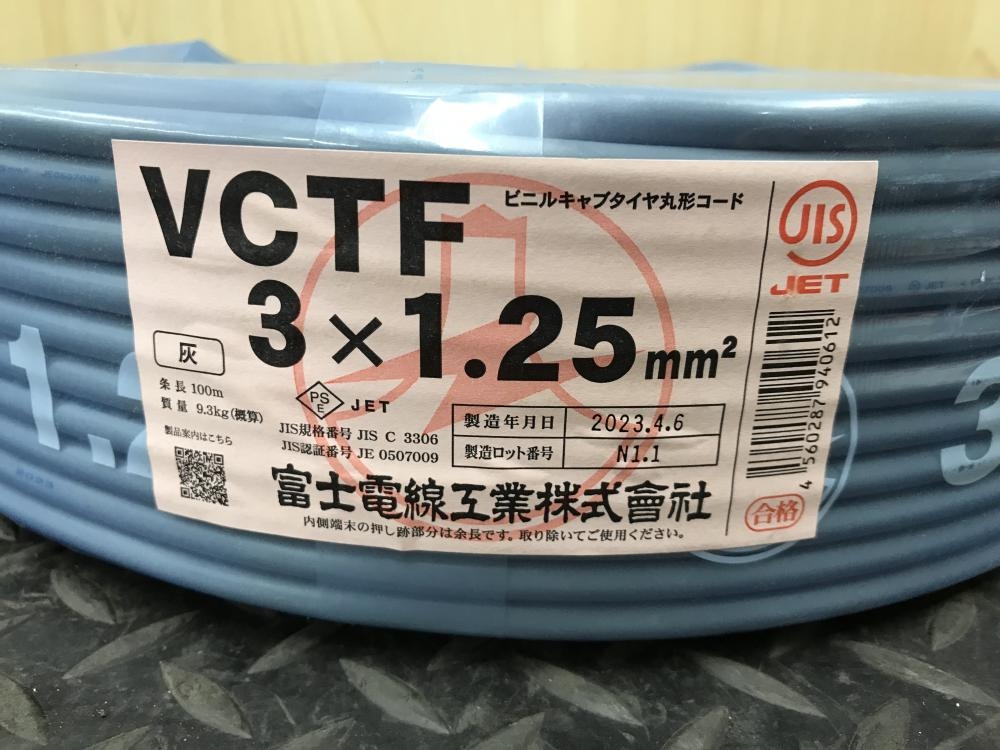 VCTF
ビニルキャブタイヤ丸形コード
3×1.25mm²
灰
条長 100m
質量 9.3kg(概算)
製品案内はこちら
PS
E
JET
JIS規格番号 JIS C 3306
JIS認証番号 JE 0507009
製造年月日 2023.4.6
製造ロット番号 N1.1
富士電線工業株式會社
内側端末の押し跡部分は余長です。取り除いてご使用ください。
JIS
JET
4560287940612
合格
JE0507009
1.2
3